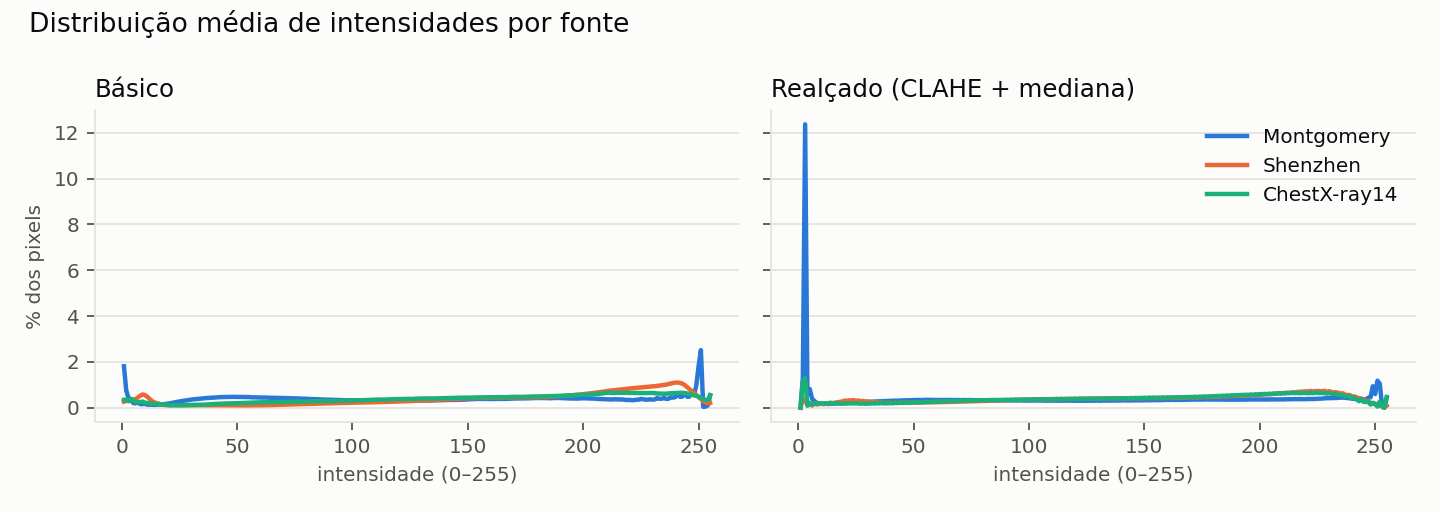 Distribuição média de intensidades por fonte
Básico
Realçado (CLAHE + mediana)
% dos pixels
12
10
8
6
4
2
0
0 50 100 150 200 250
intensidade (0–255)
Montgomery
Shenzhen
ChestX-ray14
0 50 100 150 200 250
intensidade (0–255)